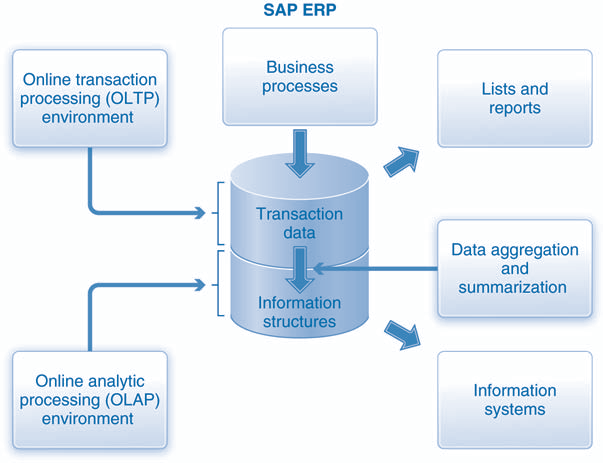 SAP ERP
Online transaction
processing (OLTP)
environment
Business
processes
Lists and
reports
Transaction
data
Data aggregation
and
summarization
Information
structures
Online analytic
processing (OLAP)
environment
Information
systems